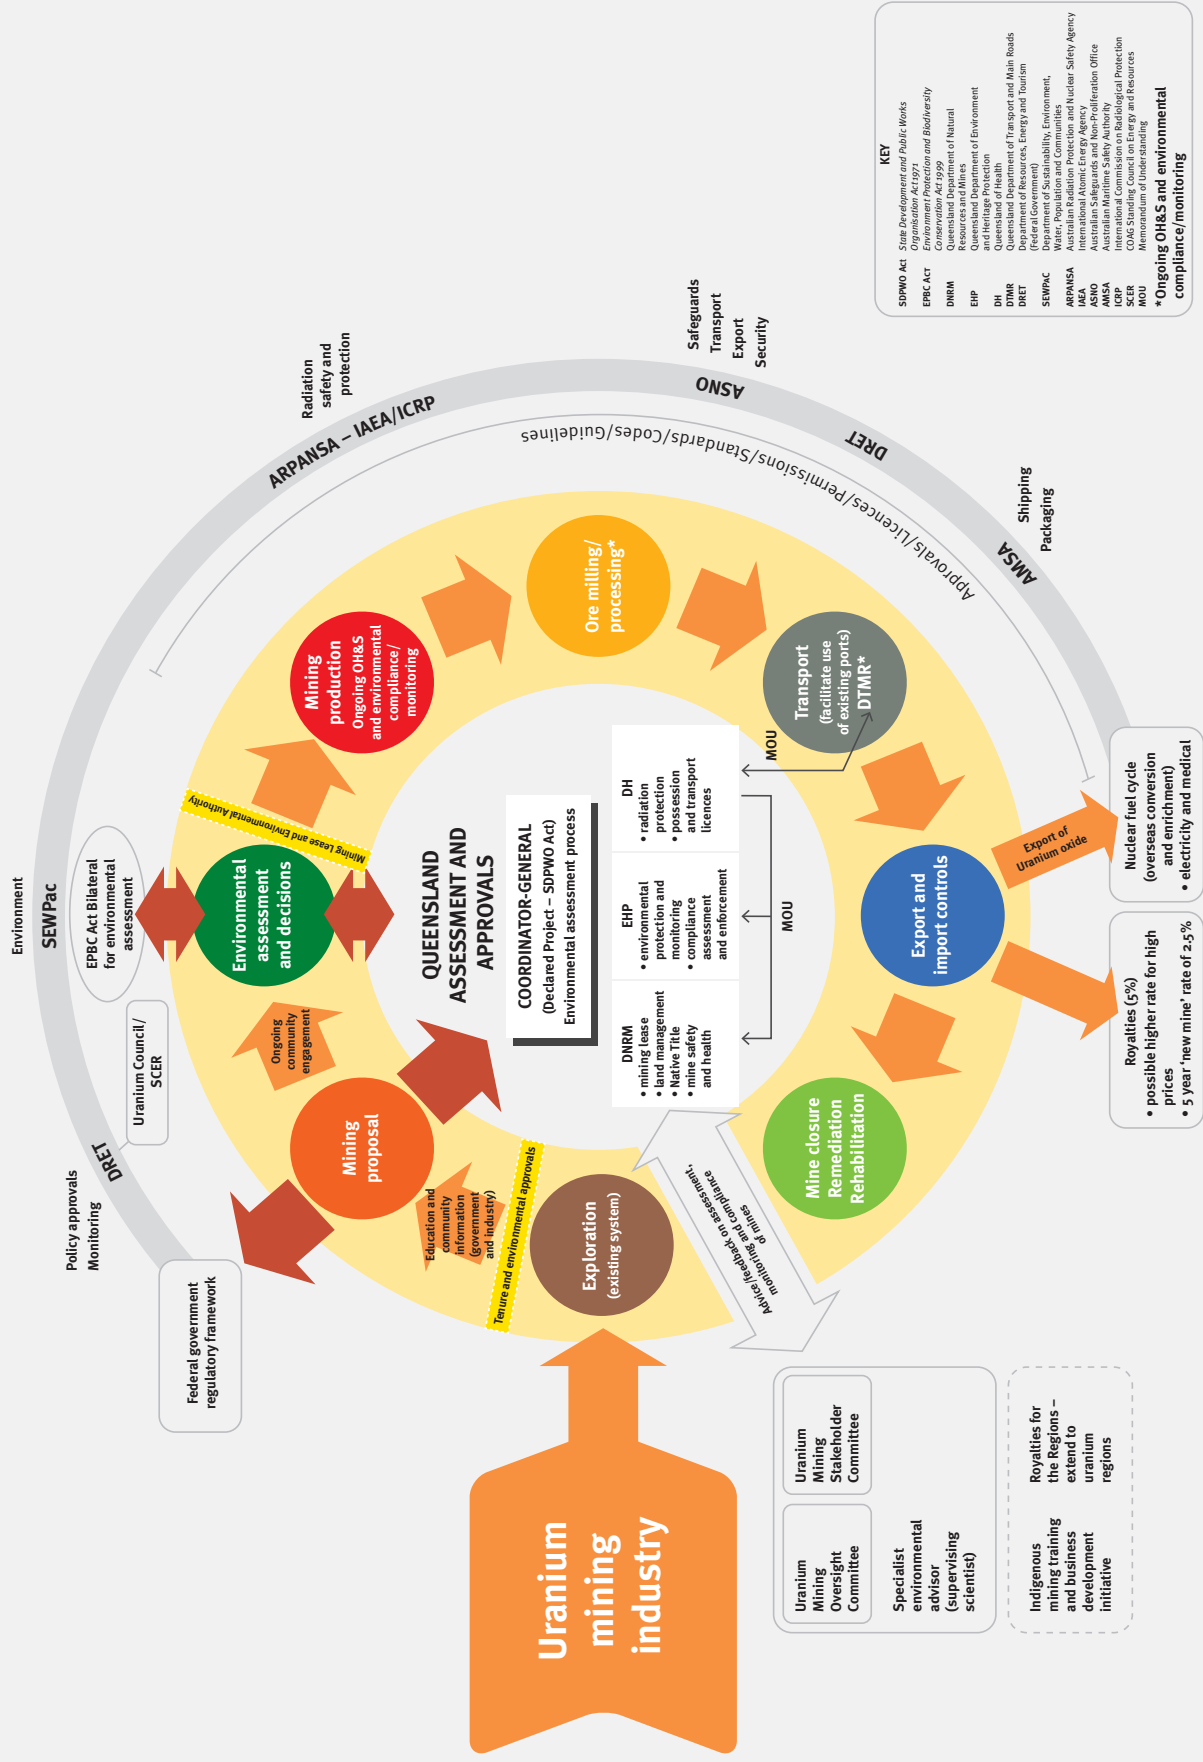 Uranium
mining
industry
Federal government
regulatory framework
Policy approvals
Monitoring
DRET
Uranium Council/
SCER
Environment
SEWPac
EPBC Act Bilateral
for environmental
assessment
Radiation
safety and
protection
ARPANSA – IAEA/ICRP
Safeguards
Transport
Export
Security
ASNO
DRET
Shipping
Packaging
AMSA
Approvals/Licences/Permissions/Standards/Codes/Guidelines
Exploration
(existing system)
Tenure and environmental approvals
Education and
community
information
(government
and industry)
Mining
proposal
Ongoing
community
engagement
Environmental
assessment
and decisions
Mining Lease and Environmental Authority
Mining
production
Ongoing OH&S
and environmental
compliance/
monitoring
Ore milling/
processing*
Transport
(facilitate use
of existing ports)
DTMR*
Export and
import controls
Mine closure
Remediation
Rehabilitation
QUEENSLAND
ASSESSMENT AND
APPROVALS
COORDINATOR-GENERAL
(Declared Project – SDPWO Act)
Environmental assessment process
DNRM
• mining lease
• land management
• Native Title
• mine safety
and health
EHP
• environmental
protection and
monitoring
• compliance
assessment
and enforcement
DH
• radiation
protection
• possession
and transport
licences
MOU
MOU
Advice/feedback on assessment,
monitoring and compliance
of mines
Uranium
Mining
Oversight
Committee
Uranium
Mining
Stakeholder
Committee
Specialist
environmental
advisor
(supervising
scientist)
Indigenous
mining training
and business
development
initiative
Royalties for
the Regions –
extend to
uranium
regions
Royalties (5%)
• possible higher rate for high
prices
• 5 year ‘new mine’ rate of 2.5%
Export of
Uranium oxide
Nuclear fuel cycle
(overseas conversion
and enrichment)
• electricity and medical
KEY
SDPWO Act State Development and Public Works
Organisation Act 1971
EPBC Act Environment Protection and Biodiversity
Conservation Act 1999
DNRM Queensland Department of Natural
Resources and Mines
EHP Queensland Department of Environment
and Heritage Protection
DH Queensland of Health
DTMR Queensland Department of Transport and Main Roads
DRET Department of Resources, Energy and Tourism
(Federal Government)
SEWPAC Department of Sustainability, Environment,
Water, Population and Communities
ARPANSA Australian Radiation Protection and Nuclear Safety Agency
IAEA International Atomic Energy Agency
ASNO Australian Safeguards and Non-Proliferation Office
AMSA Australian Maritime Safety Authority
ICRP International Commission on Radiological Protection
SCER COAG Standing Council on Energy and Resources
MOU Memorandum of Understanding
*Ongoing OH&S and environmental
compliance/monitoring